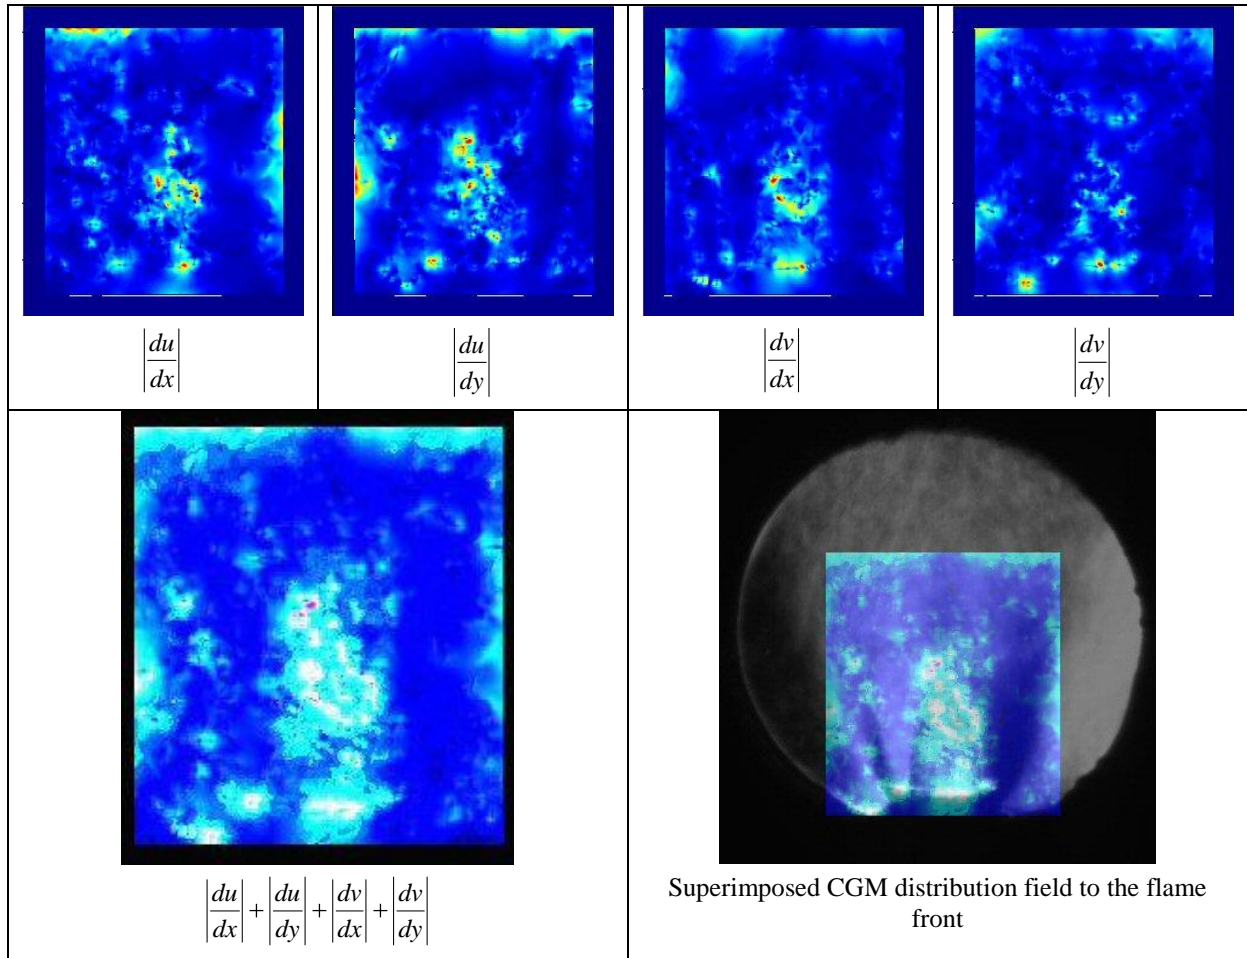 |du/dx|
|du/dy|
|dv/dx|
|dv/dy|
|du/dx| + |du/dy| + |dv/dx| + |dv/dy|
Superimposed CGM distribution field to the flame
front